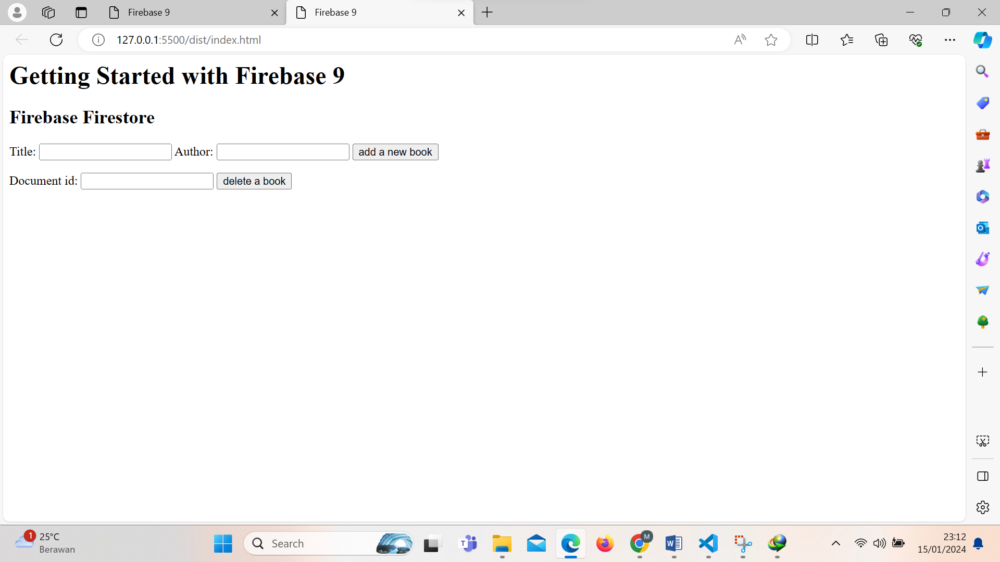 Firebase 9
Firebase 9
127.0.0.1:5500/dist/index.html
Getting Started with Firebase 9
Firebase Firestore
Title: Author: add a new book
Document id: delete a book
1
25°C
Berawan
Search
M
23:12
15/01/2024